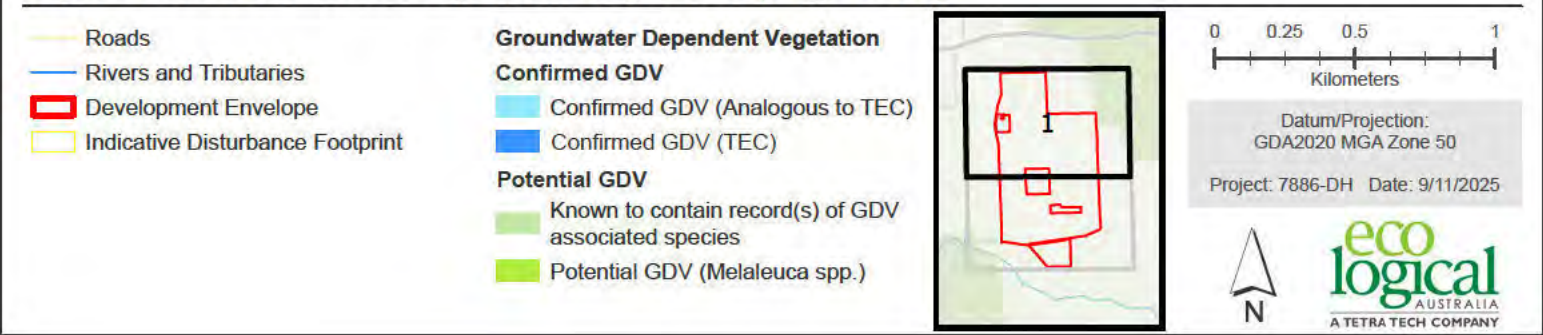 Roads
Rivers and Tributaries
Development Envelope
Indicative Disturbance Footprint
Groundwater Dependent Vegetation
Confirmed GDV
Confirmed GDV (Analogous to TEC)
Confirmed GDV (TEC)
Potential GDV
Known to contain record(s) of GDV
associated species
Potential GDV (Melaleuca spp.)
1
0 0.25 0.5 1
Kilometers
Datum/Projection:
GDA2020 MGA Zone 50
Project: 7886-DH Date: 9/11/2025
N
eco
logical
AUSTRALIA
A TETRA TECH COMPANY